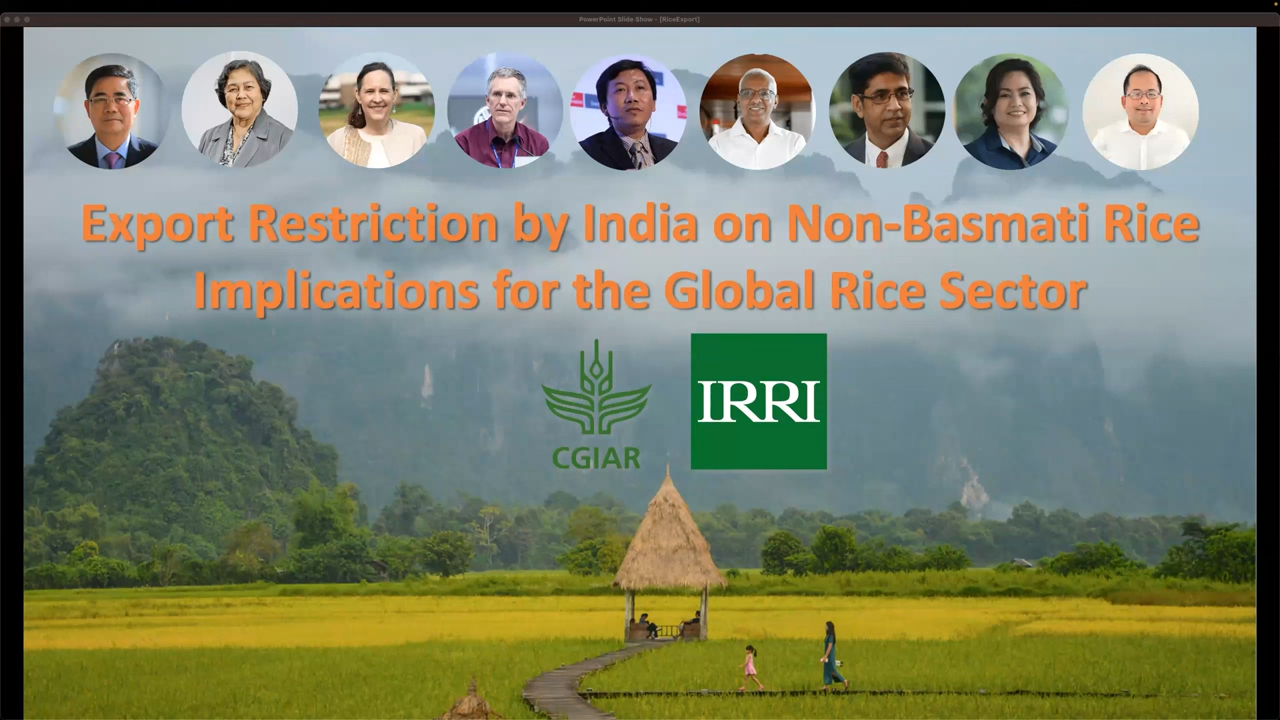 PowerPoint Slide Show - [RiceExport]
Export Restriction by India on Non-Basmati Rice
Implications for the Global Rice Sector
CGIAR
IRRI